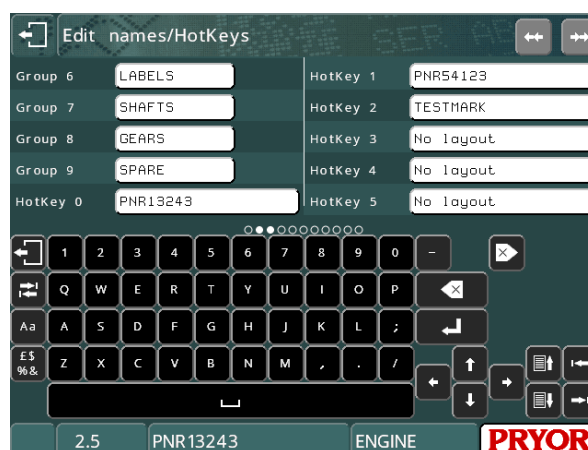 Edit names/HotKeys
Group 6 LABELS HotKey 1 PNR54123
Group 7 SHAFTS HotKey 2 TESTMARK
Group 8 GEARS HotKey 3 No layout
Group 9 SPARE HotKey 4 No layout
HotKey 0 PNR13243 HotKey 5 No layout
1 2 3 4 5 6 7 8 9 0 -
Q W E R T Y U I O P
Aa A S D F G H J K L ;
£$ %& Z X C V B N M , . /
2.5 PNR13243 ENGINE PRYOR